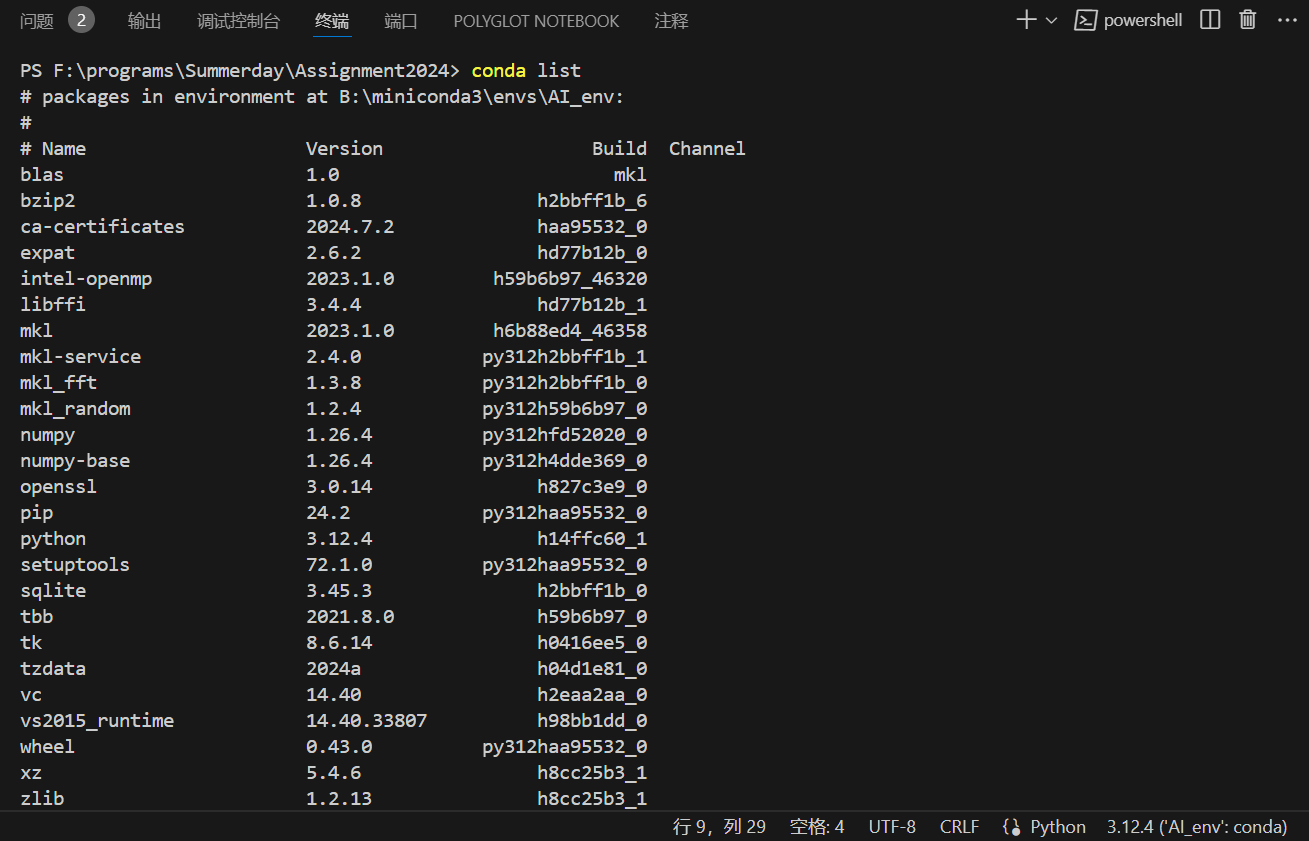 问题 2 输出 调试控制台 终端 端口 POLYGLOT NOTEBOOK 注释 powershell
PS F:\programs\Summerday\Assignment2024> conda list
# packages in environment at B:\miniconda3\envs\AI_env:
#
# Name Version Build Channel
blas 1.0 mkl
bzip2 1.0.8 h2bbff1b_6
ca-certificates 2024.7.2 haa95532_0
expat 2.6.2 hd77b12b_0
intel-openmp 2023.1.0 h59b6b97_46320
libffi 3.4.4 hd77b12b_1
mkl 2023.1.0 h6b88ed4_46358
mkl-service 2.4.0 py312h2bbff1b_1
mkl_fft 1.3.8 py312h2bbff1b_0
mkl_random 1.2.4 py312h59b6b97_0
numpy 1.26.4 py312hfd52020_0
numpy-base 1.26.4 py312h4dde369_0
openssl 3.0.14 h827c3e9_0
pip 24.2 py312haa95532_0
python 3.12.4 h14ffc60_1
setuptools 72.1.0 py312haa95532_0
sqlite 3.45.3 h2bbff1b_0
tbb 2021.8.0 h59b6b97_0
tk 8.6.14 h0416ee5_0
tzdata 2024a h04d1e81_0
vc 14.40 h2eaa2aa_0
vs2015_runtime 14.40.33807 h98bb1dd_0
wheel 0.43.0 py312haa95532_0
xz 5.4.6 h8cc25b3_1
zlib 1.2.13 h8cc25b3_1
行 9，列 29 空格: 4 UTF-8 CRLF Python 3.12.4 ('AI_env': conda)